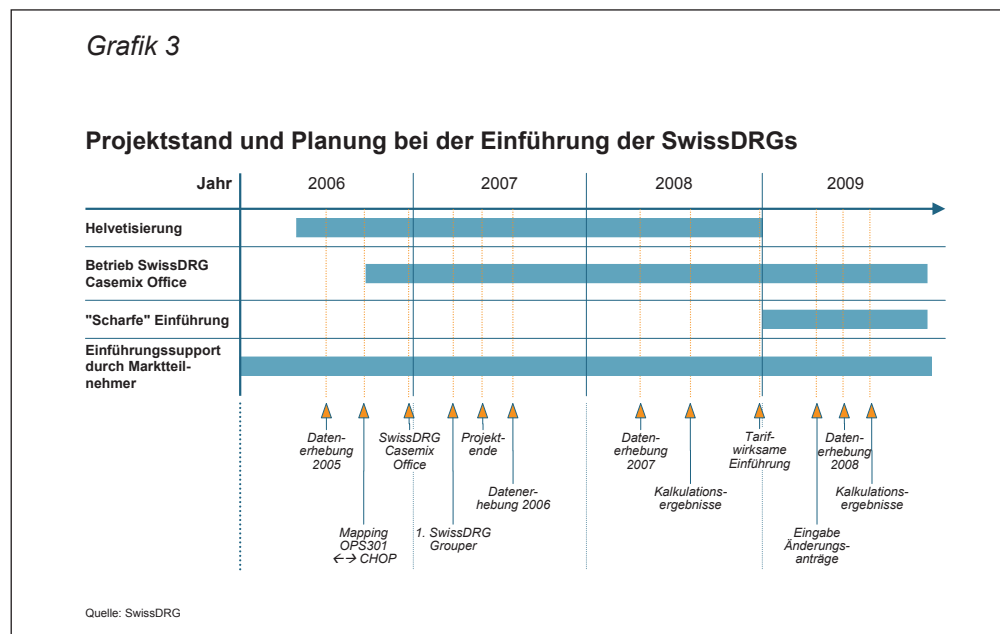 Grafik 3
Projektstand und Planung bei der Einführung der SwissDRGs
Jahr 2006 2007 2008 2009
Helvetisierung
Betrieb SwissDRG
Casemix Office
"Scharfe" Einführung
Einführungssupport
durch Marktteil-
nehmer
Daten-
erhebung
2005
SwissDRG
Casemix
Office
Projekt-
ende
Daten-
erhebung
2007
Tarif-
wirksame
Einführung
Daten-
erhebung
2008
Mapping
OPS301
←→ CHOP
1. SwissDRG
Grouper
Datener-
hebung 2006
Kalkulations-
ergebnisse
Eingabe
Änderungs-
anträge
Kalkulations-
ergebnisse
Quelle: SwissDRG